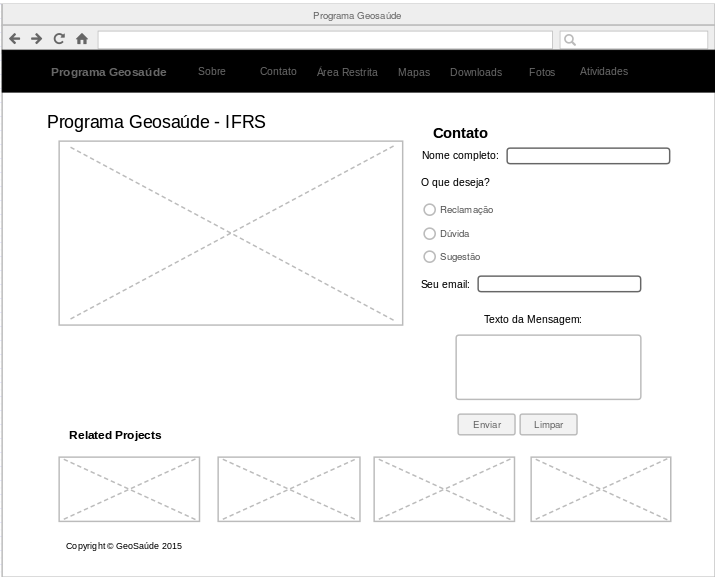 Programa Geosaúde
Programa Geosaúde Sobre Contato Área Restrita Mapas Downloads Fotos Atividades
Programa Geosaúde - IFRS
Contato
Nome completo:
O que deseja?
Reclamação
Dúvida
Sugestão
Seu email:
Texto da Mensagem:
Enviar Limpar
Related Projects
Copyright © GeoSaúde 2015